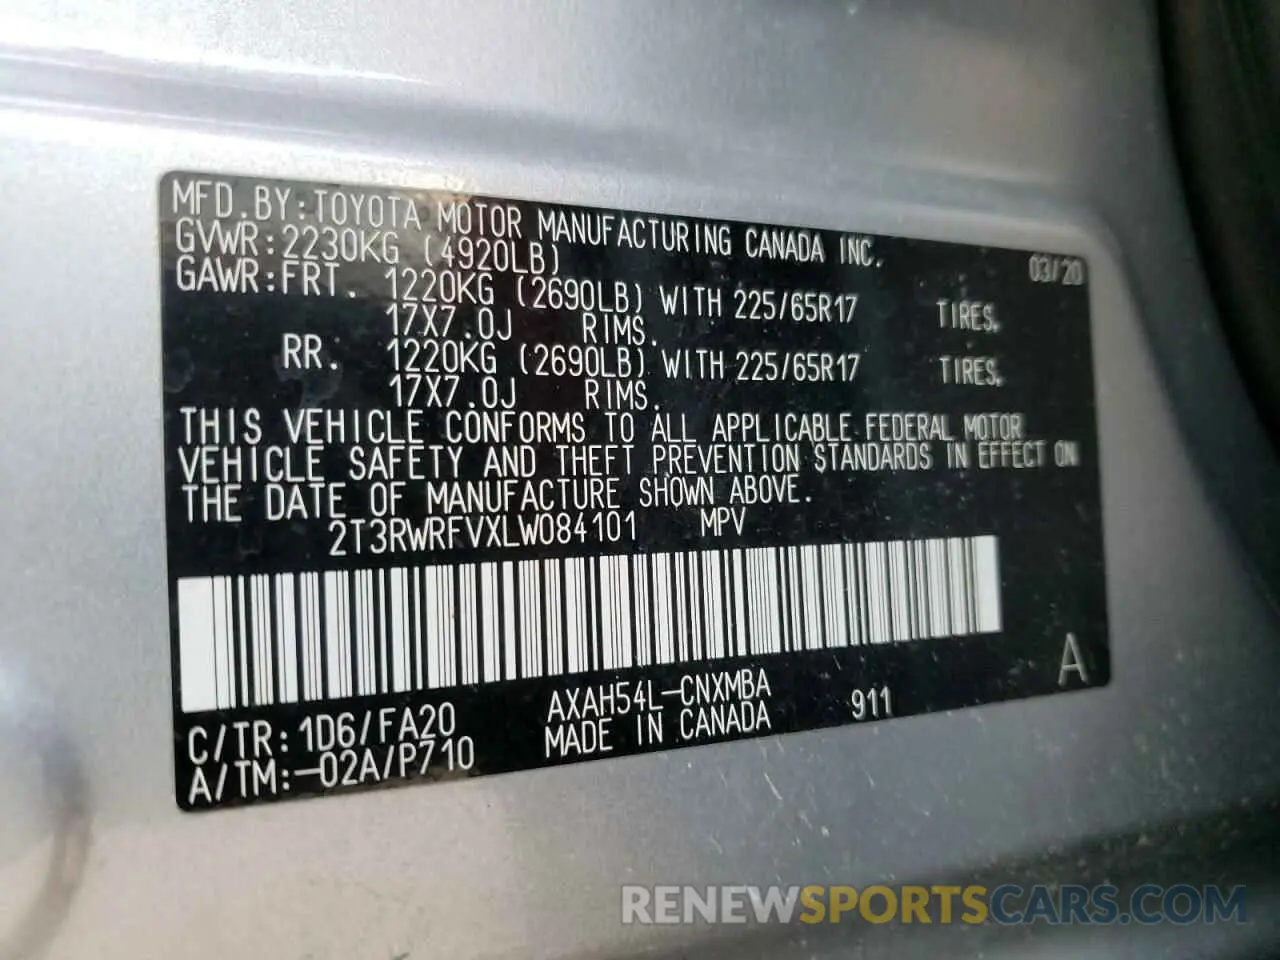 MFD.BY:TOYOTA MOTOR MANUFACTURING CANADA INC.
GVWR:2230KG (4920LB) 03/20
GAWR:FRT. 1220KG (2690LB) WITH 225/65R17 TIRES,
17X7.0J RIMS.
RR. 1220KG (2690LB) WITH 225/65R17 TIRES,
17X7.0J RIMS.
THIS VEHICLE CONFORMS TO ALL APPLICABLE FEDERAL MOTOR
VEHICLE SAFETY AND THEFT PREVENTION STANDARDS IN EFFECT ON
THE DATE OF MANUFACTURE SHOWN ABOVE.
2T3RWRFVXLW084101 MPV
A
C/TR:1D6/FA20 AXAH54L-CNXMBA 911
A/TM:-02A/P710 MADE IN CANADA
RENEWSPORTSCARS.COM